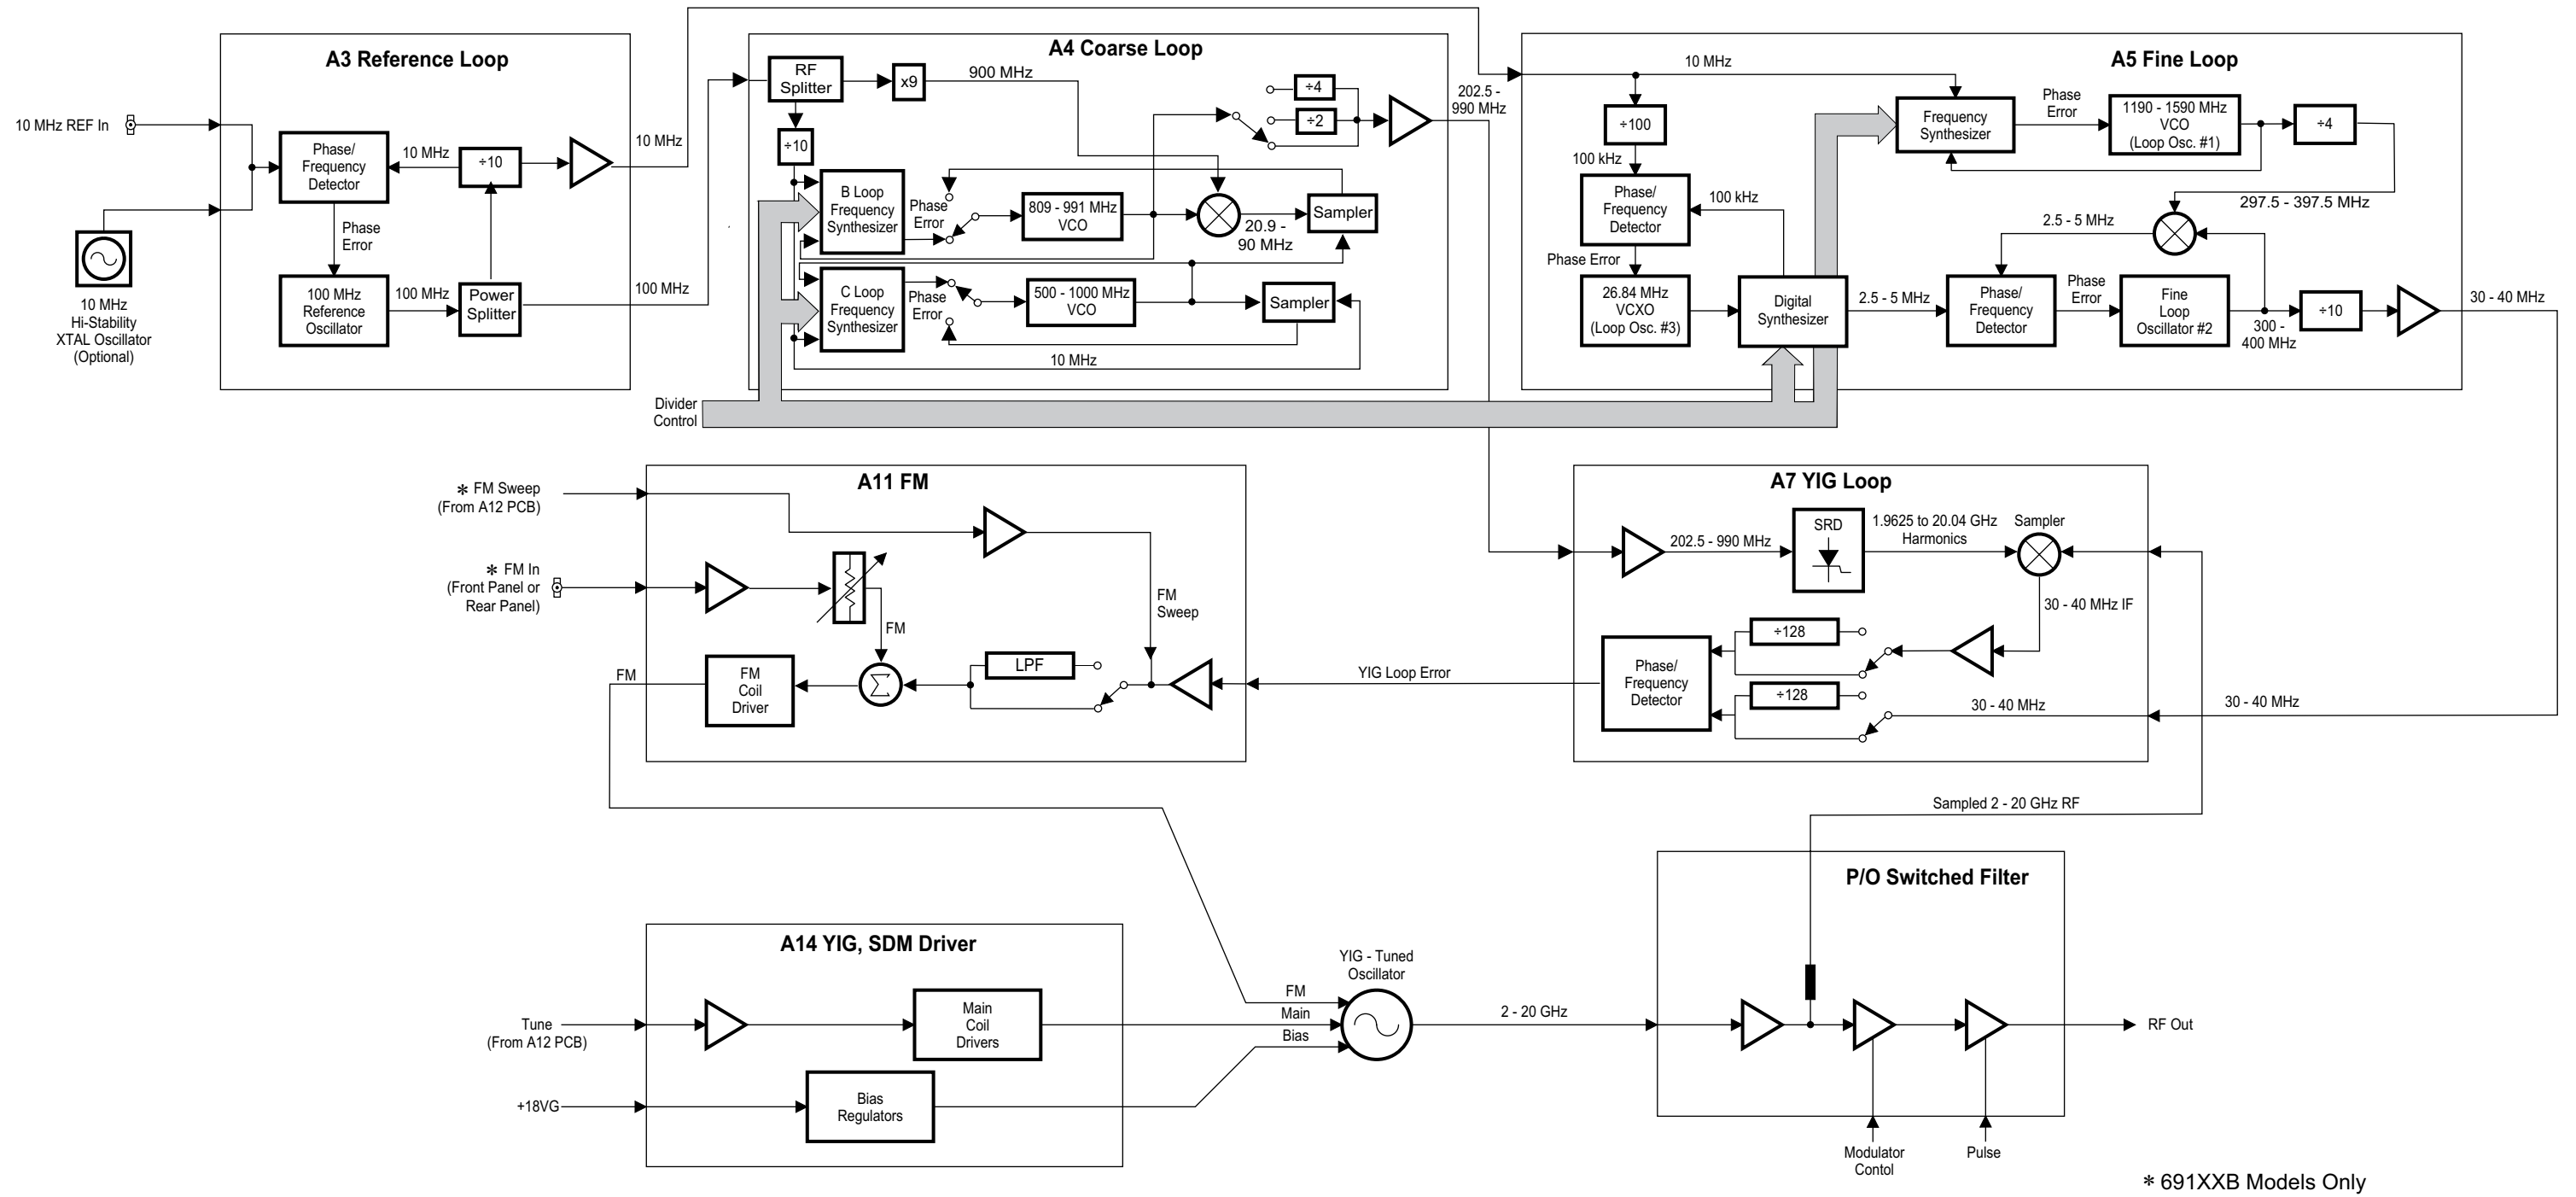 A3 Reference Loop
10 MHz REF In
Phase/
Frequency
Detector
10 MHz
÷10
10 MHz
Phase
Error
10 MHz
Hi-Stability
XTAL Oscillator
(Optional)
100 MHz
Reference
Oscillator
100 MHz
Power
Splitter
100 MHz
A4 Coarse Loop
RF
Splitter
x9
900 MHz
÷10
÷4
÷2
202.5 -
990 MHz
B Loop
Frequency
Synthesizer
Phase
Error
809 - 991 MHz
VCO
20.9 -
90 MHz
Sampler
C Loop
Frequency
Synthesizer
Phase
Error
500 - 1000 MHz
VCO
Sampler
10 MHz
Divider
Control
A5 Fine Loop
10 MHz
÷100
100 kHz
Frequency
Synthesizer
Phase
Error
1190 - 1590 MHz
VCO
(Loop Osc. #1)
÷4
Phase/
Frequency
Detector
100 kHz
297.5 - 397.5 MHz
2.5 - 5 MHz
Phase Error
26.84 MHz
VCXO
(Loop Osc. #3)
Digital
Synthesizer
2.5 - 5 MHz
Phase/
Frequency
Detector
Phase
Error
Fine
Loop
Oscillator #2
300 -
400 MHz
÷10
30 - 40 MHz
A11 FM
* FM Sweep
(From A12 PCB)
* FM In
(Front Panel or
Rear Panel)
FM
FM
Sweep
FM
FM
Coil
Driver
Σ
LPF
YIG Loop Error
A7 YIG Loop
202.5 - 990 MHz
SRD
1.9625 to 20.04 GHz
Harmonics
Sampler
30 - 40 MHz IF
÷128
Phase/
Frequency
Detector
÷128
30 - 40 MHz
30 - 40 MHz
Sampled 2 - 20 GHz RF
P/O Switched Filter
A14 YIG, SDM Driver
Tune
(From A12 PCB)
Main
Coil
Drivers
+18VG
Bias
Regulators
YIG - Tuned
Oscillator
FM
Main
Bias
2 - 20 GHz
RF Out
Modulator
Contol
Pulse
* 691XXB Models Only